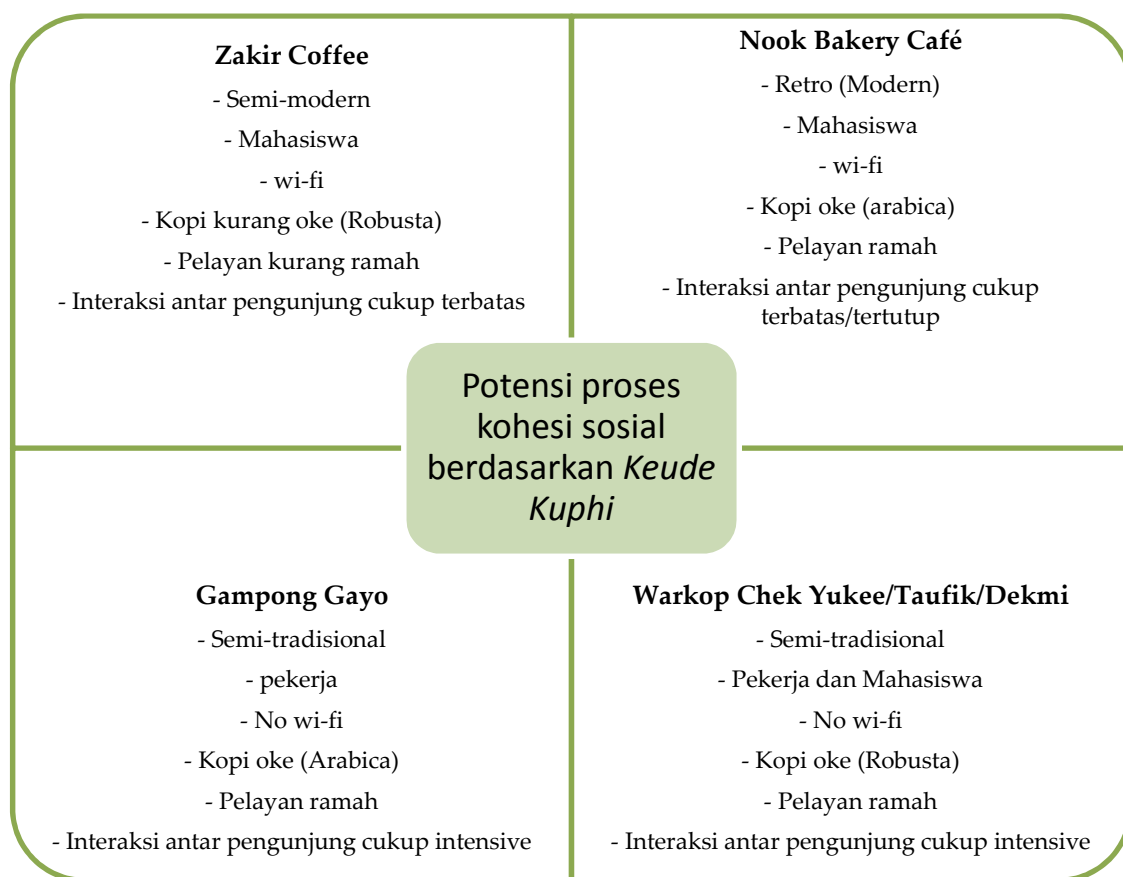 Zakir Coffee
- Semi-modern
- Mahasiswa
- wi-fi
- Kopi kurang oke (Robusta)
- Pelayan kurang ramah
- Interaksi antar pengunjung cukup terbatas
Nook Bakery Café
- Retro (Modern)
- Mahasiswa
- wi-fi
- Kopi oke (arabica)
- Pelayan ramah
- Interaksi antar pengunjung cukup
terbatas/tertutup
Potensi proses
kohesi sosial
berdasarkan Keude
Kuphi
Gampong Gayo
- Semi-tradisional
- pekerja
- No wi-fi
- Kopi oke (Arabica)
- Pelayan ramah
- Interaksi antar pengunjung cukup intensive
Warkop Chek Yukee/Taufik/Dekmi
- Semi-tradisional
- Pekerja dan Mahasiswa
- No wi-fi
- Kopi oke (Robusta)
- Pelayan ramah
- Interaksi antar pengunjung cukup intensive